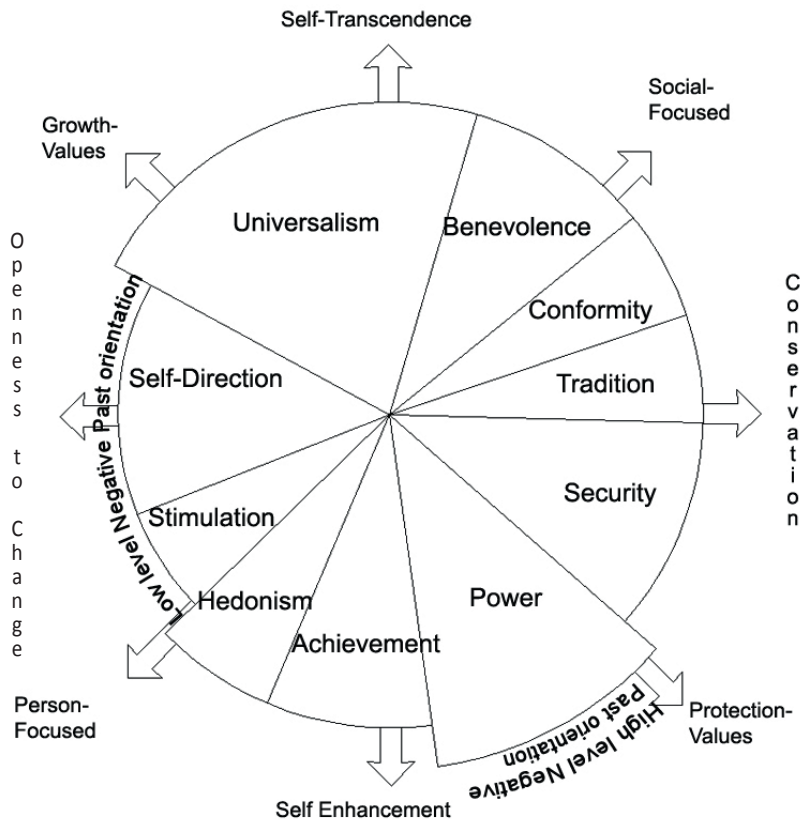 Self-Transcendence
Social-
Focused
Growth-
Values
Universalism
Benevolence
Openness to Change
Conservation
Conformity
Low level Negative Past orientation
Self-Direction
Tradition
Security
Stimulation
Hedonism
Power
Achievement
Person-
Focused
Protection-
Values
High level Negative
Past orientation
Self Enhancement